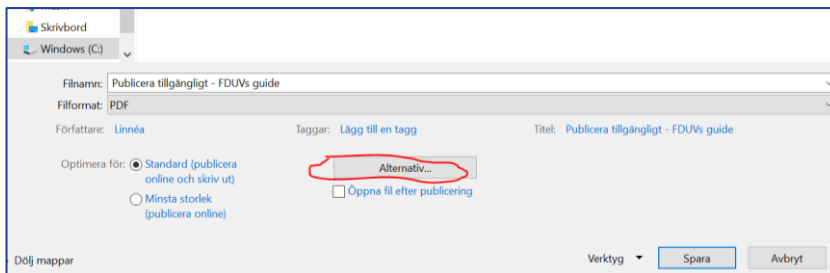 Skrivbord
Windows (C:)
Filnamn: Publicera tillgängligt - FDUVs guide
Filformat: PDF
Författare: Linnéa Taggar: Lägg till en tagg Titel: Publicera tillgängligt - FDUVs guide
Optimera för: Standard (publicera
online och skriv ut)
Minsta storlek
(publicera online)
Alternativ...
Öppna fil efter publicering
Dölj mappar Verktyg Spara Avbryt